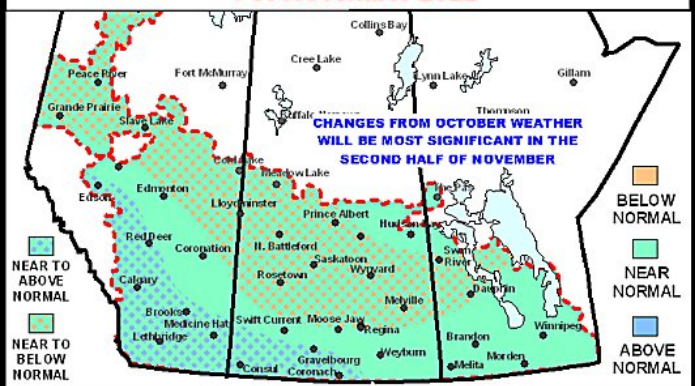 Collins Bay
Cree Lake
Peace River
Fort McMurray
Lynn Lake
Gillam
Grande Prairie
Slave Lake
Thompson
CHANGES FROM OCTOBER WEATHER
WILL BE MOST SIGNIFICANT IN THE
SECOND HALF OF NOVEMBER
Cold Lake
Meadow Lake
The Pas
Edson
Edmonton
Lloydminster
Prince Albert
Hudson Bay
BELOW
NORMAL
Red Deer
Coronation
N. Battleford
Saskatoon
Swan
River
NEAR TO
ABOVE
NORMAL
Calgary
Rosetown
Wynyard
Dauphin
NEAR
NORMAL
Brooks
Medicine Hat
Melville
Lethbridge
Swift Current
Moose Jaw
Regina
Brandon
Winnipeg
NEAR TO
BELOW
NORMAL
Consul
Gravelbourg
Coronach
Weyburn
Melita
Morden
ABOVE
NORMAL